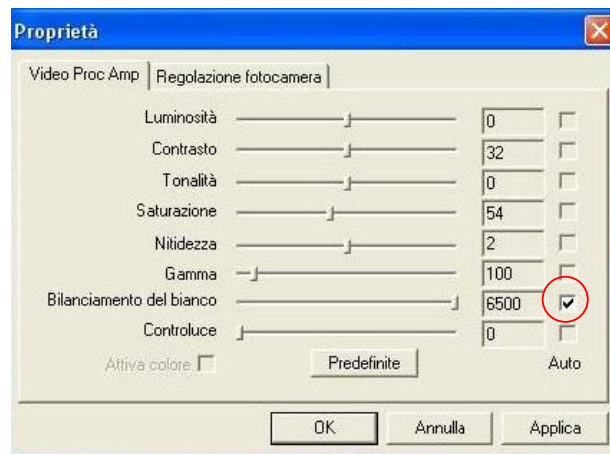 Proprietà
Video Proc Amp Regolazione fotocamera
Luminosità 0
Contrasto 32
Tonalità 0
Saturazione 54
Nitidezza 2
Gamma 100
Bilanciamento del bianco 6500
Controluce 0
Attiva colore Predefinite Auto
OK Annulla Applica